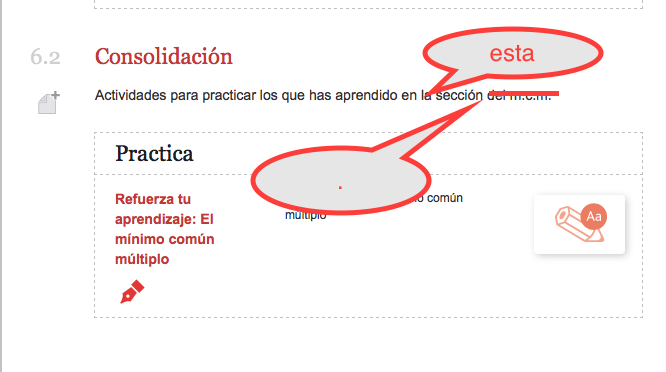 esta
6.2 Consolidación
Actividades para practicar los que has aprendido en la sección del m.c.m.
.
Practica
Refuerza tu
aprendizaje: El
mínimo común
múltiplo
común
múltiplo
Aa